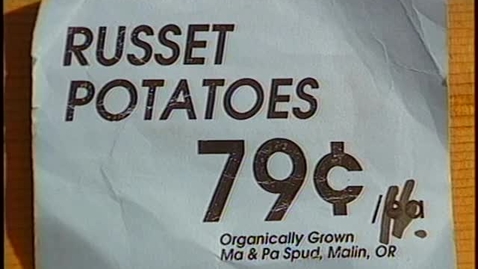 RUSSET
POTATOES
79¢
Organically Grown
Ma & Pa Spud, Malin, OR